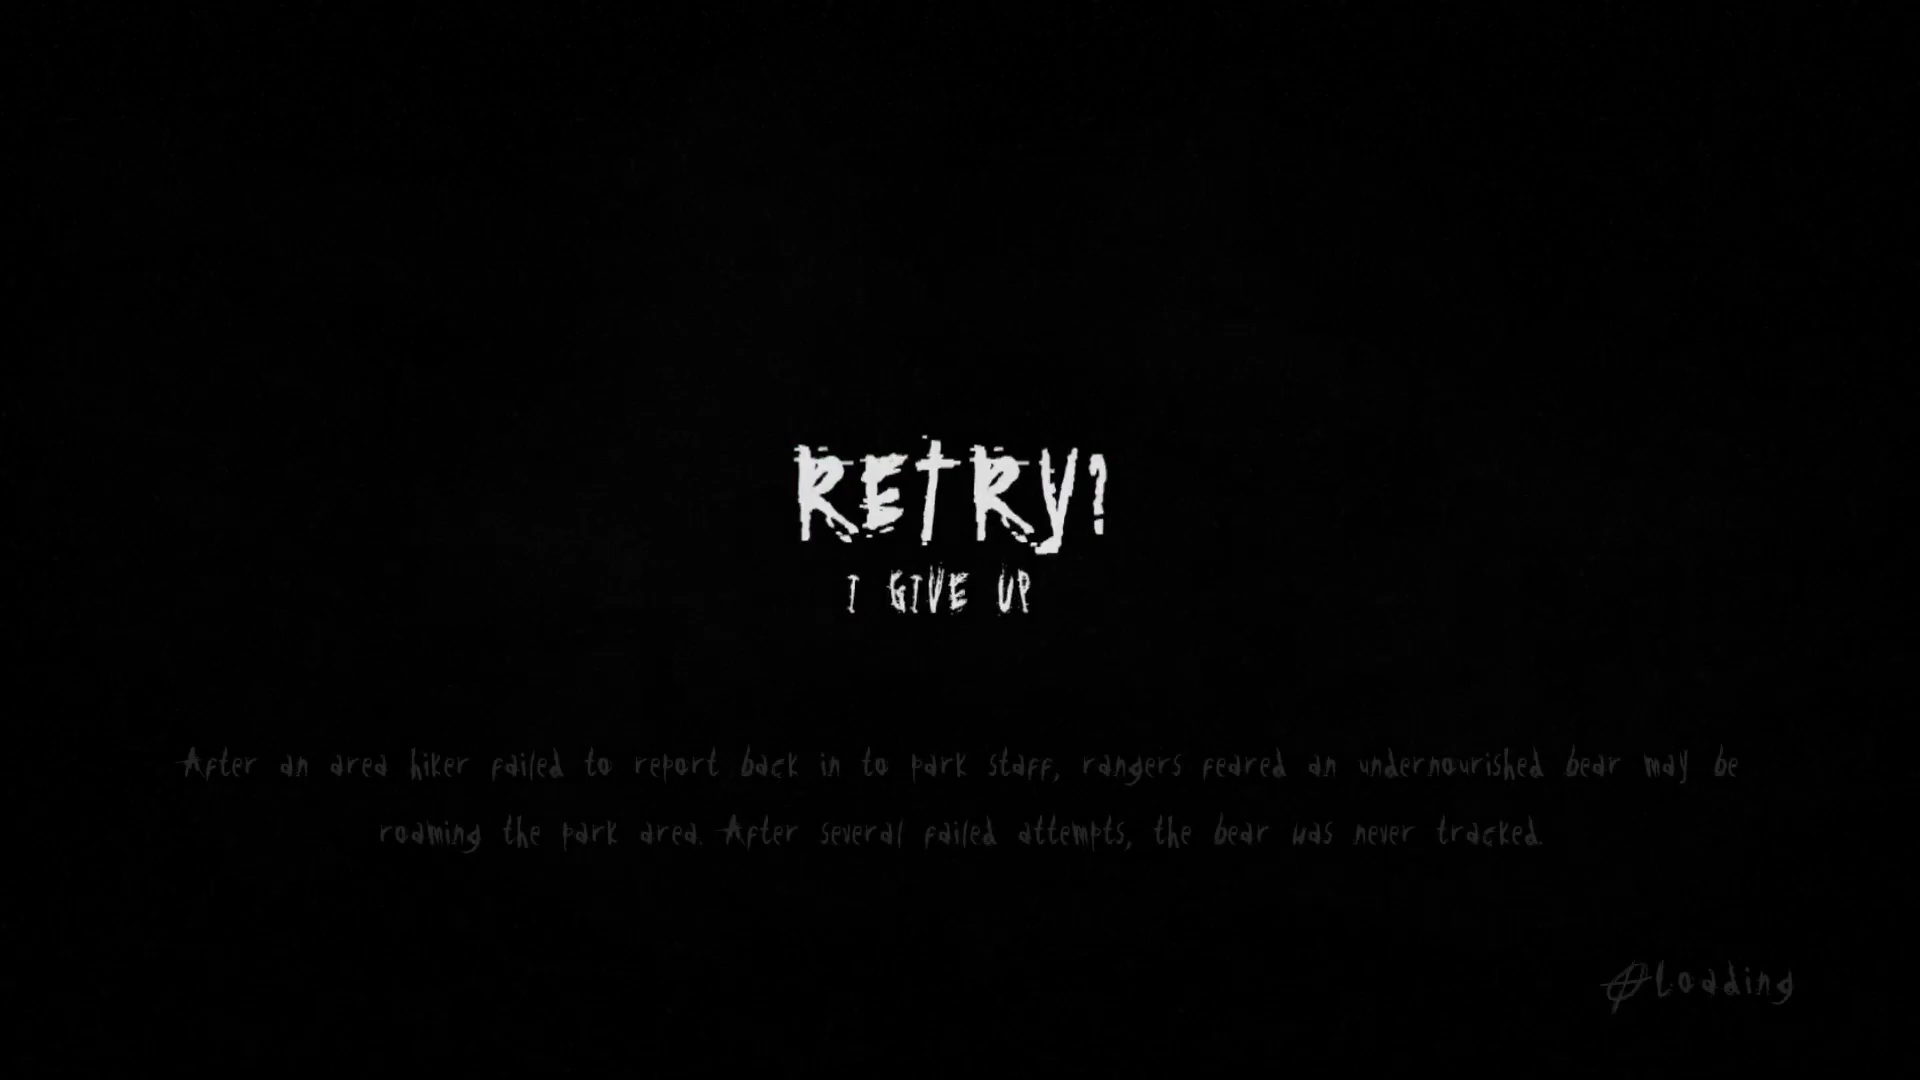 RETRY?
I GIVE UP
After an area hiker failed to report back in to park staff, rangers feared an undernourished bear may be
roaming the park area. After several failed attempts, the bear was never tracked.
Loading